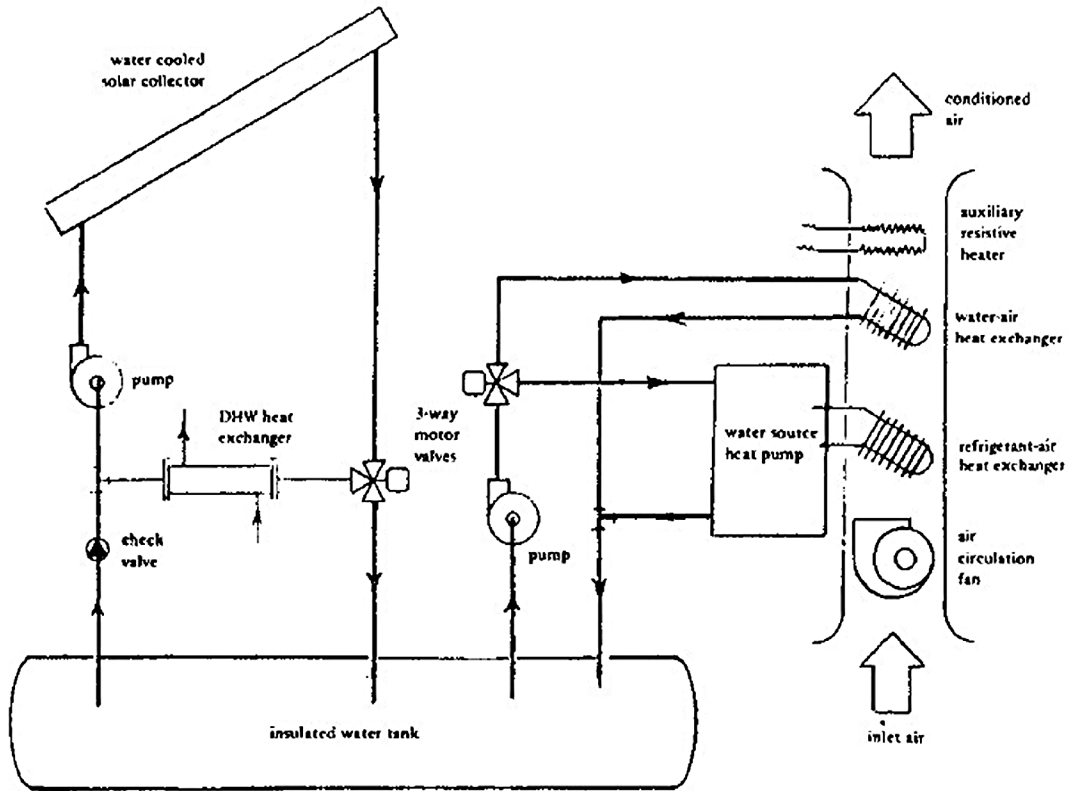 water cooled
solar collector
conditioned
air
auxiliary
resistive
heater
water-air
heat exchanger
pump
DHW heat
exchanger
3-way
motor
valves
water source
heat pump
refrigerant-air
heat exchanger
check
valve
pump
air
circulation
fan
insulated water tank
inlet air